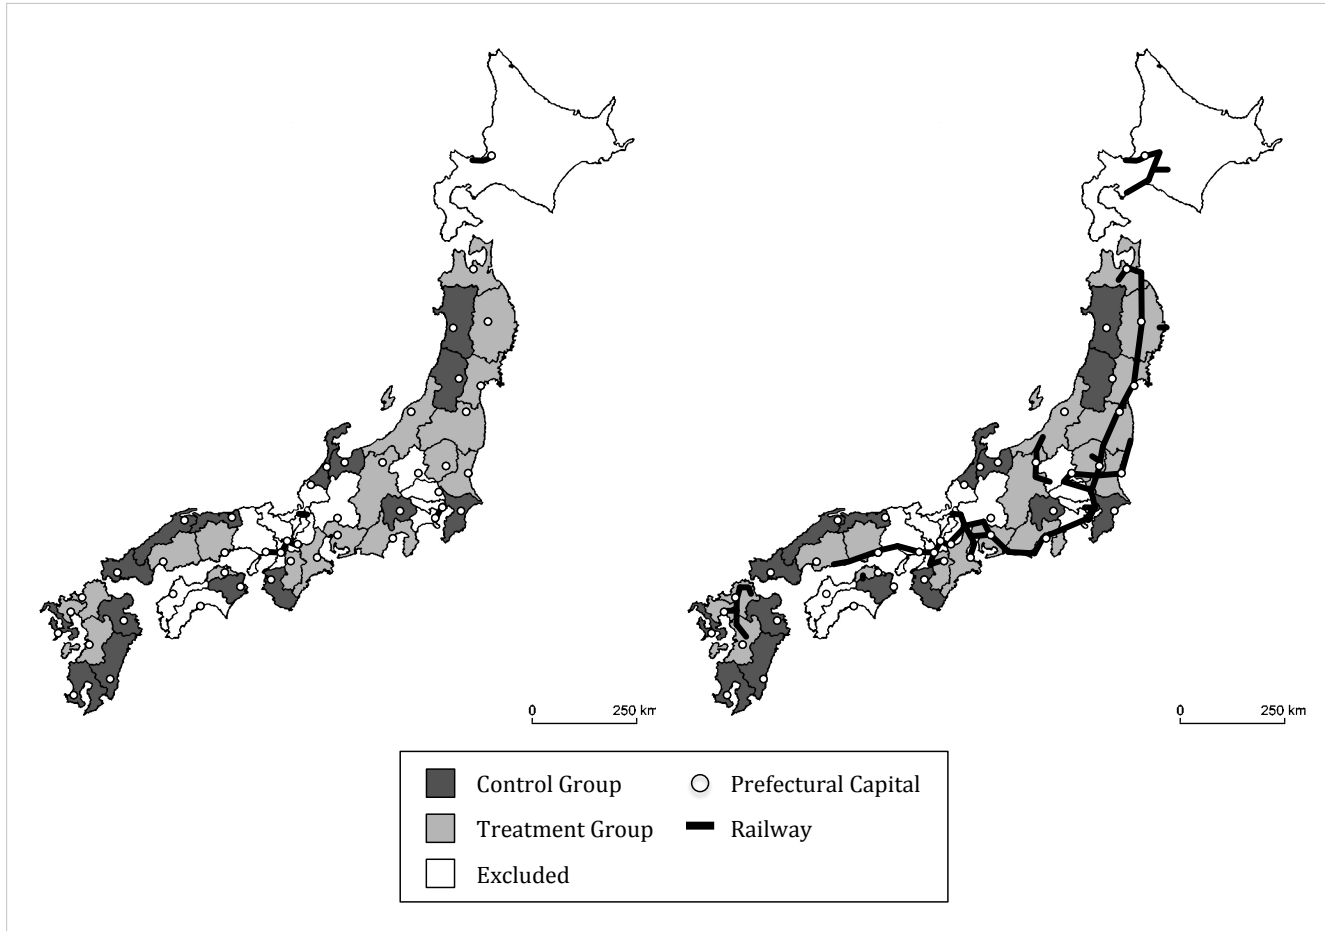 0 250 km
0 250 km
Control Group
Prefectural Capital
Treatment Group
Railway
Excluded